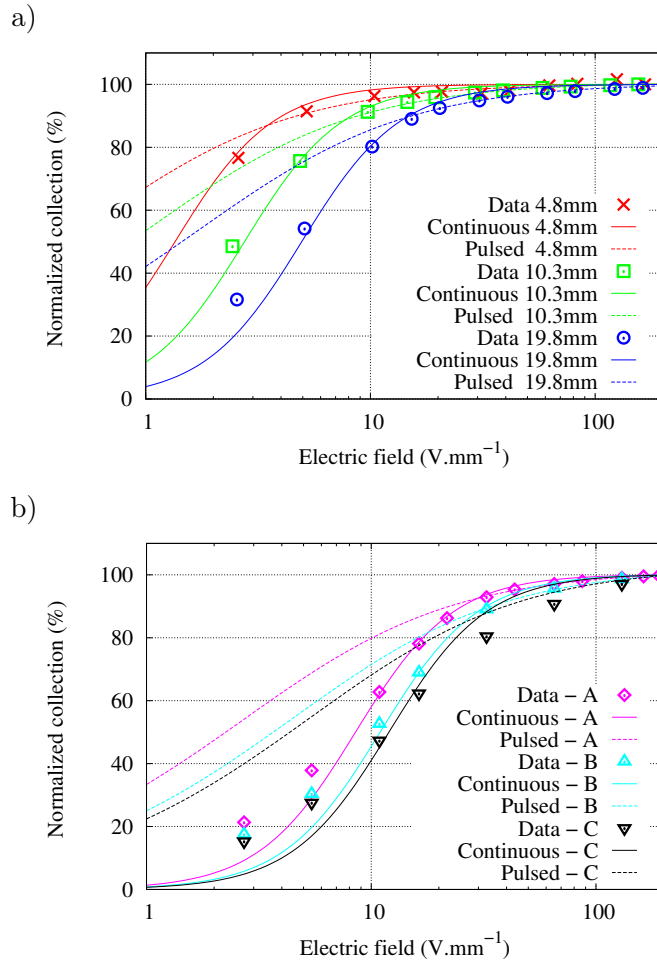 a)
100
80
60
40
20
0
Normalized collection (%)
Data 4.8mm
Continuous 4.8mm
Pulsed 4.8mm
Data 10.3mm
Continuous 10.3mm
Pulsed 10.3mm
Data 19.8mm
Continuous 19.8mm
Pulsed 19.8mm
1 10 100
Electric field (V.mm⁻¹)
b)
100
80
60
40
20
0
Normalized collection (%)
Data − A
Continuous − A
Pulsed − A
Data − B
Continuous − B
Pulsed − B
Data − C
Continuous − C
Pulsed − C
1 10 100
Electric field (V.mm⁻¹)